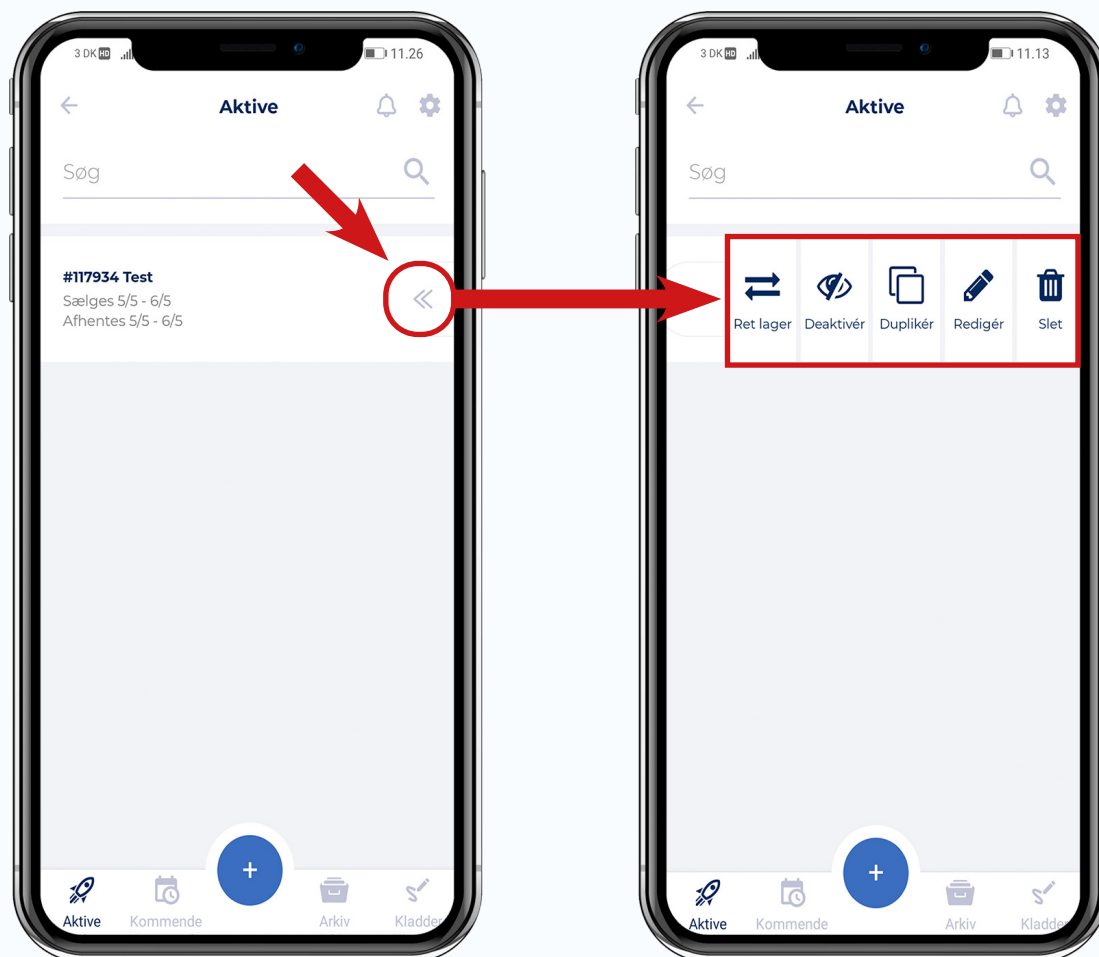 3 DK HD 11.26
Aktive
Søg
#117934 Test
Sælges 5/5 - 6/5
Afhentes 5/5 - 6/5
+
Aktive Kommende Arkiv Kladder
3 DK HD 11.13
Aktive
Søg
Ret lager Deaktivér Duplikér Redigér Slet
+
Aktive Kommende Arkiv Kladder